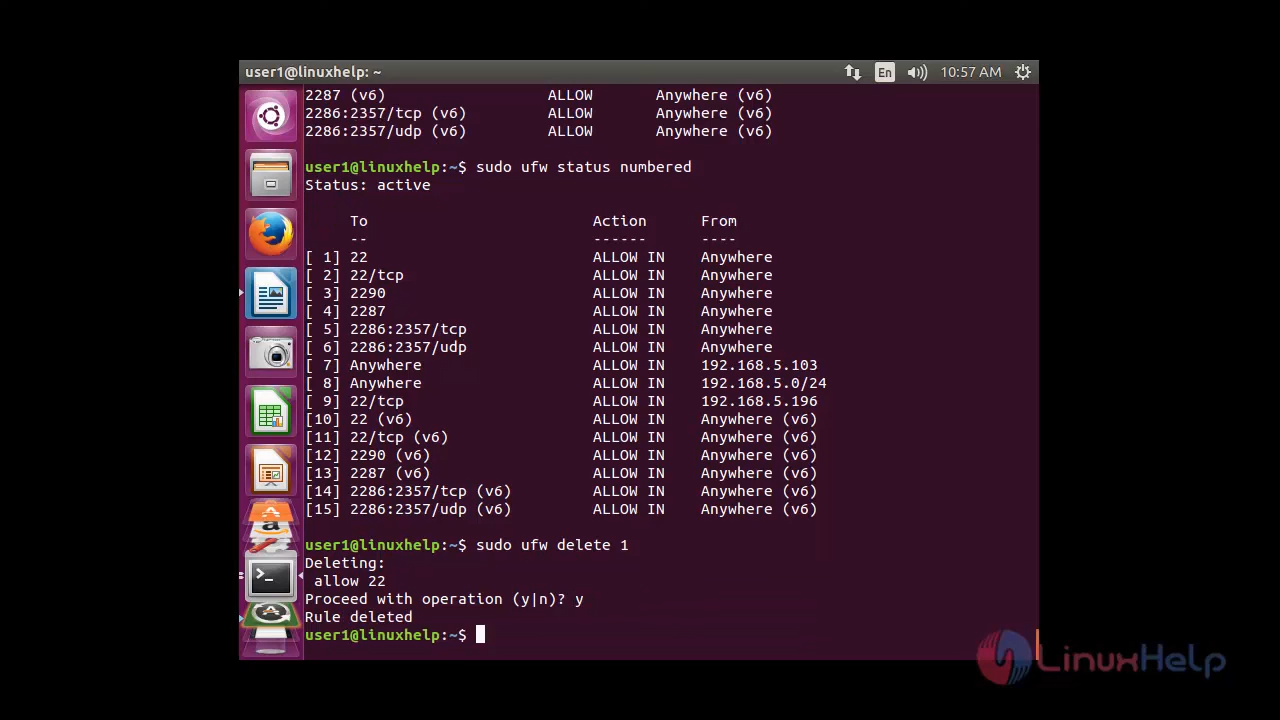 user1@linuxhelp: ~
En
10:57 AM
2287 (v6) ALLOW Anywhere (v6)
2286:2357/tcp (v6) ALLOW Anywhere (v6)
2286:2357/udp (v6) ALLOW Anywhere (v6)
user1@linuxhelp:~$ sudo ufw status numbered
Status: active
To Action From
-- ------ ----
[ 1] 22 ALLOW IN Anywhere
[ 2] 22/tcp ALLOW IN Anywhere
[ 3] 2290 ALLOW IN Anywhere
[ 4] 2287 ALLOW IN Anywhere
[ 5] 2286:2357/tcp ALLOW IN Anywhere
[ 6] 2286:2357/udp ALLOW IN Anywhere
[ 7] Anywhere ALLOW IN 192.168.5.103
[ 8] Anywhere ALLOW IN 192.168.5.0/24
[ 9] 22/tcp ALLOW IN 192.168.5.196
[10] 22 (v6) ALLOW IN Anywhere (v6)
[11] 22/tcp (v6) ALLOW IN Anywhere (v6)
[12] 2290 (v6) ALLOW IN Anywhere (v6)
[13] 2287 (v6) ALLOW IN Anywhere (v6)
[14] 2286:2357/tcp (v6) ALLOW IN Anywhere (v6)
[15] 2286:2357/udp (v6) ALLOW IN Anywhere (v6)
user1@linuxhelp:~$ sudo ufw delete 1
Deleting:
allow 22
Proceed with operation (y|n)? y
Rule deleted
user1@linuxhelp:~$
LinuxHelp